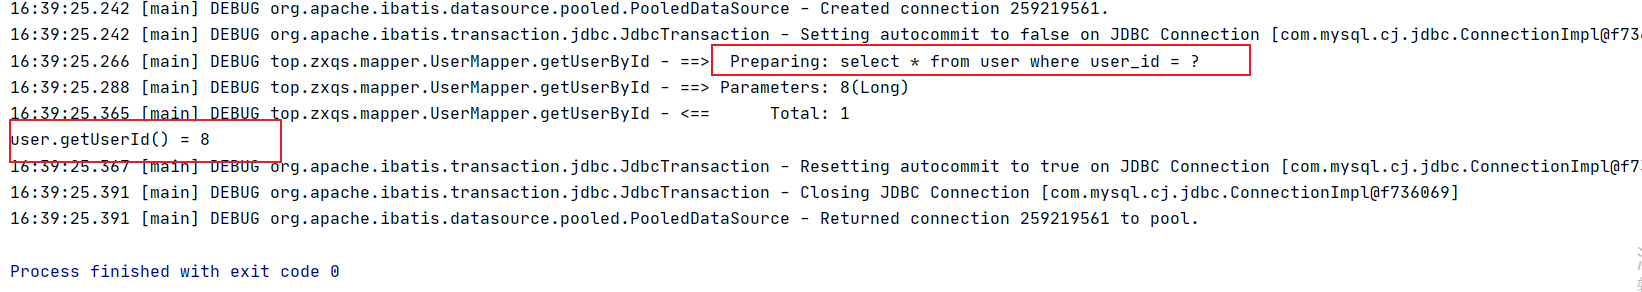 16:39:25.242 [main] DEBUG org.apache.ibatis.datasource.pooled.PooledDataSource - Created connection 259219561.
16:39:25.242 [main] DEBUG org.apache.ibatis.transaction.jdbc.JdbcTransaction - Setting autocommit to false on JDBC Connection [com.mysql.cj.jdbc.ConnectionImpl@f736
16:39:25.266 [main] DEBUG top.zxqs.mapper.UserMapper.getUserById - ==>  Preparing: select * from user where user_id = ?
16:39:25.288 [main] DEBUG top.zxqs.mapper.UserMapper.getUserById - ==> Parameters: 8(Long)
16:39:25.365 [main] DEBUG top.zxqs.mapper.UserMapper.getUserById - <==      Total: 1
user.getUserId() = 8
16:39:25.367 [main] DEBUG org.apache.ibatis.transaction.jdbc.JdbcTransaction - Resetting autocommit to true on JDBC Connection [com.mysql.cj.jdbc.ConnectionImpl@f73
16:39:25.391 [main] DEBUG org.apache.ibatis.transaction.jdbc.JdbcTransaction - Closing JDBC Connection [com.mysql.cj.jdbc.ConnectionImpl@f736069]
16:39:25.391 [main] DEBUG org.apache.ibatis.datasource.pooled.PooledDataSource - Returned connection 259219561 to pool.
Process finished with exit code 0